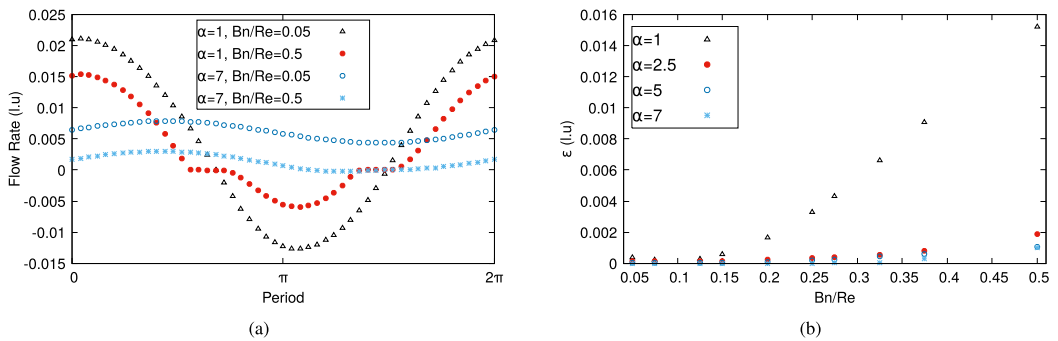 0.025
0.02
0.015
0.01
0.005
0
-0.005
-0.01
-0.015
Flow Rate (l.u)
α=1, Bn/Re=0.05
α=1, Bn/Re=0.5
α=7, Bn/Re=0.05
α=7, Bn/Re=0.5
0 π 2π
Period
(a)
0.016
0.014
0.012
0.01
0.008
0.006
0.004
0.002
0
ε (l.u)
α=1
α=2.5
α=5
α=7
0.05 0.1 0.15 0.2 0.25 0.3 0.35 0.4 0.45 0.5
Bn/Re
(b)